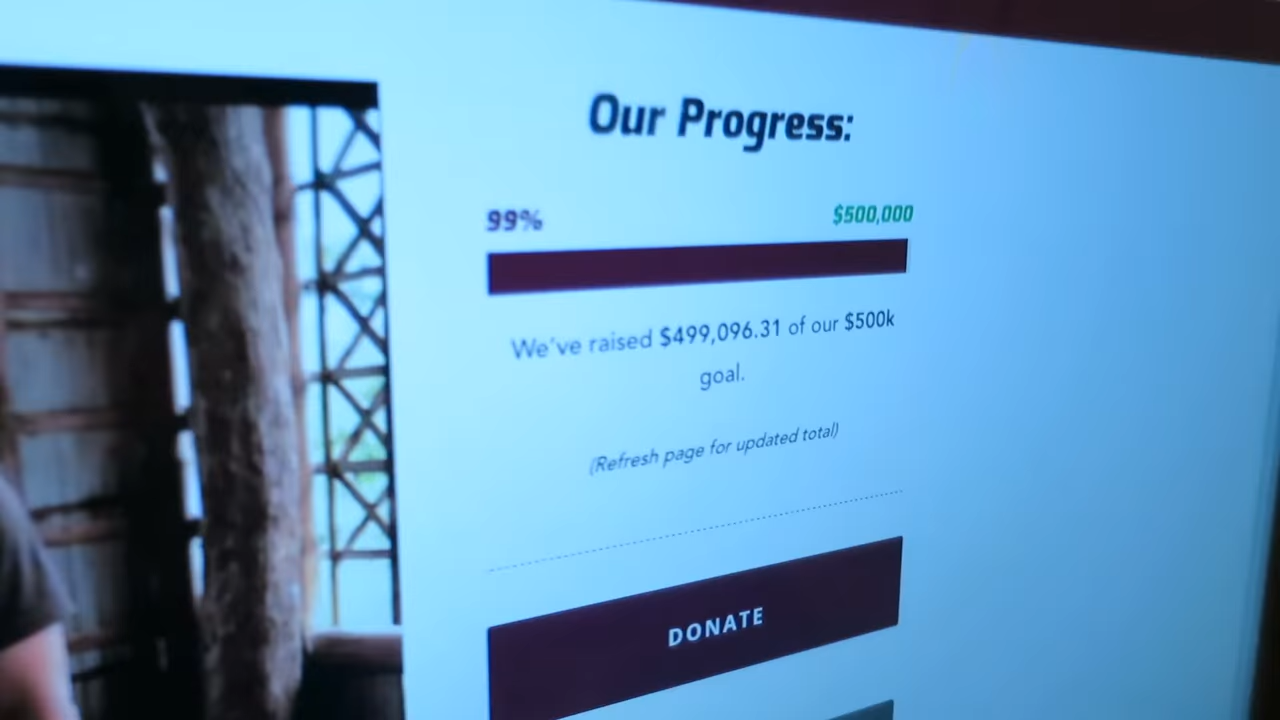 Our Progress:
99% $500,000
We've raised $499,096.31 of our $500k
goal.
(Refresh page for updated total)
DONATE